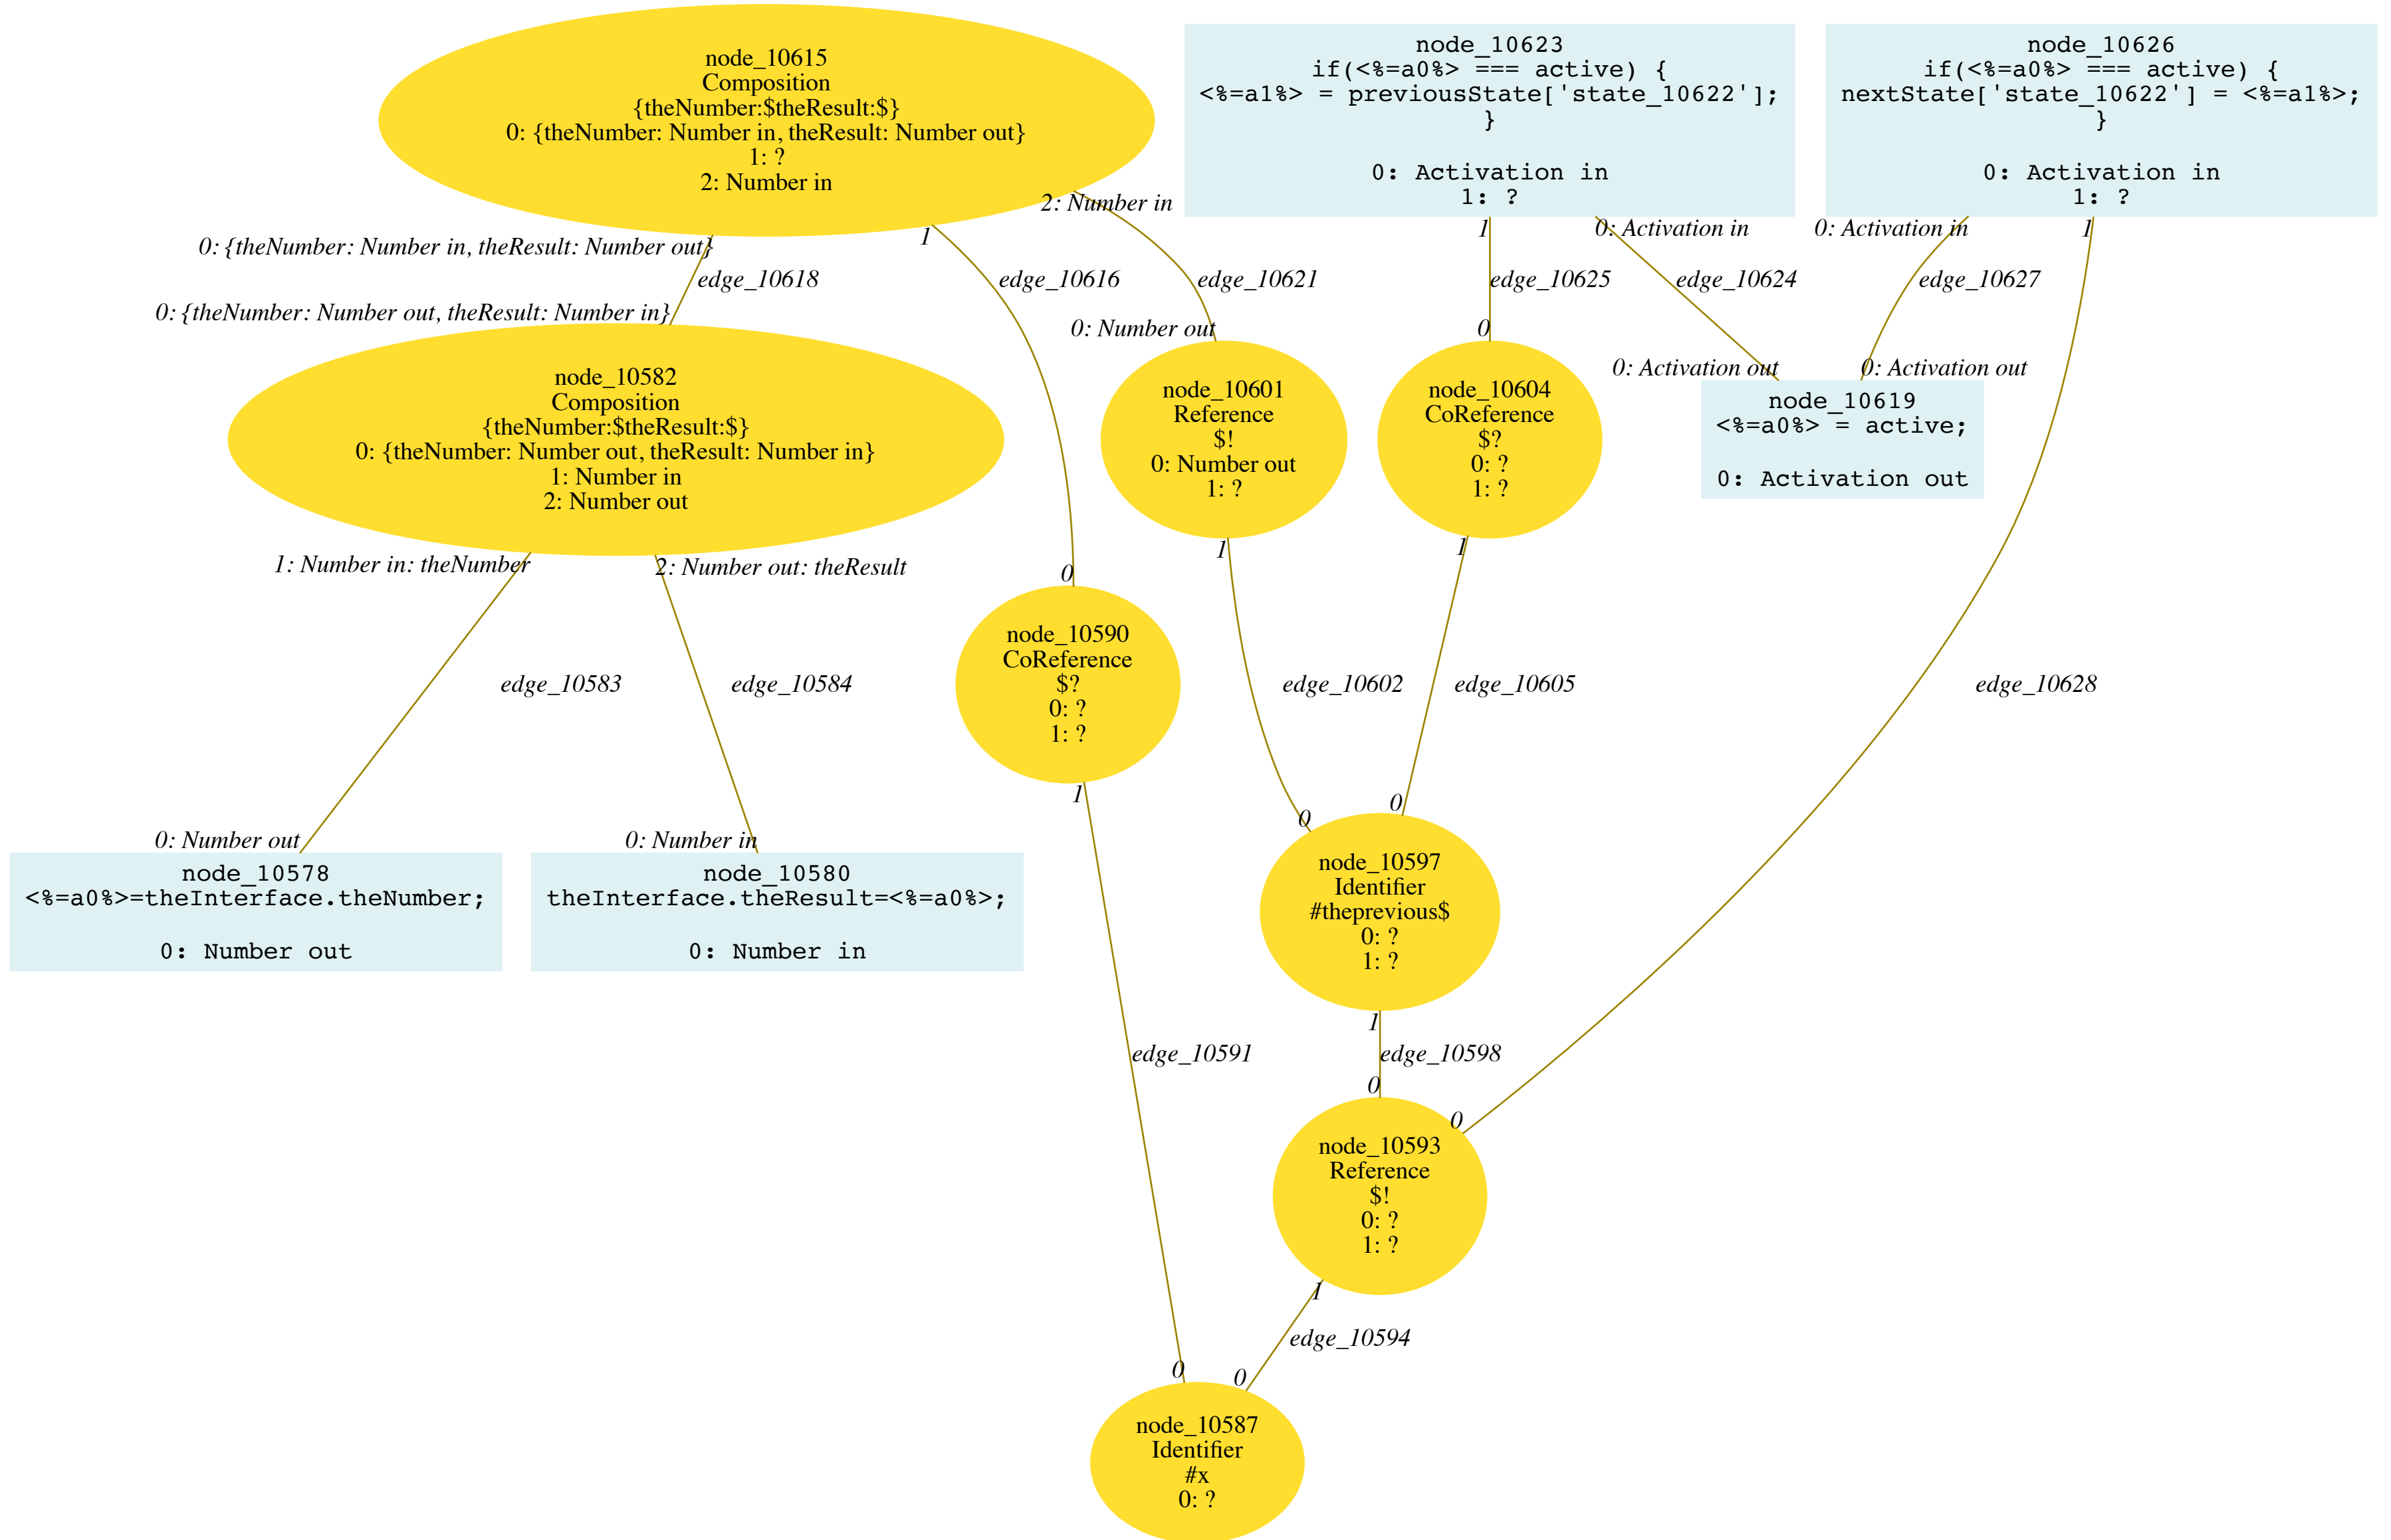 node_10615
Composition
{theNumber:$theResult:$}
0: {theNumber: Number in, theResult: Number out}
1: ?
2: Number in
node_10623
if(<%=a0%> === active) {
<%=a1%> = previousState['state_10622'];
}
0: Activation in
1: ?
node_10626
if(<%=a0%> === active) {
nextState['state_10622'] = <%=a1%>;
}
0: Activation in
1: ?
0: {theNumber: Number in, theResult: Number out}
1
2: Number in
1
0: Activation in
0: Activation in
1
edge_10618
edge_10616
edge_10621
edge_10625
edge_10624
edge_10627
0: {theNumber: Number out, theResult: Number in}
0: Number out
0
0: Activation out
0: Activation out
node_10582
Composition
{theNumber:$theResult:$}
0: {theNumber: Number out, theResult: Number in}
1: Number in
2: Number out
node_10601
Reference
$!
0: Number out
1: ?
node_10604
CoReference
$?
0: ?
1: ?
node_10619
<%=a0%> = active;
0: Activation out
1: Number in: theNumber
2: Number out: theResult
0
1
1
node_10590
CoReference
$?
0: ?
1: ?
edge_10583
edge_10584
edge_10602
edge_10605
edge_10628
1
0: Number out
0: Number in
0
0
node_10578
<%=a0%>=theInterface.theNumber;
0: Number out
node_10580
theInterface.theResult=<%=a0%>;
0: Number in
node_10597
Identifier
#theprevious$
0: ?
1: ?
1
edge_10591
edge_10598
0
0
node_10593
Reference
$!
0: ?
1: ?
1
edge_10594
0
0
node_10587
Identifier
#x
0: ?